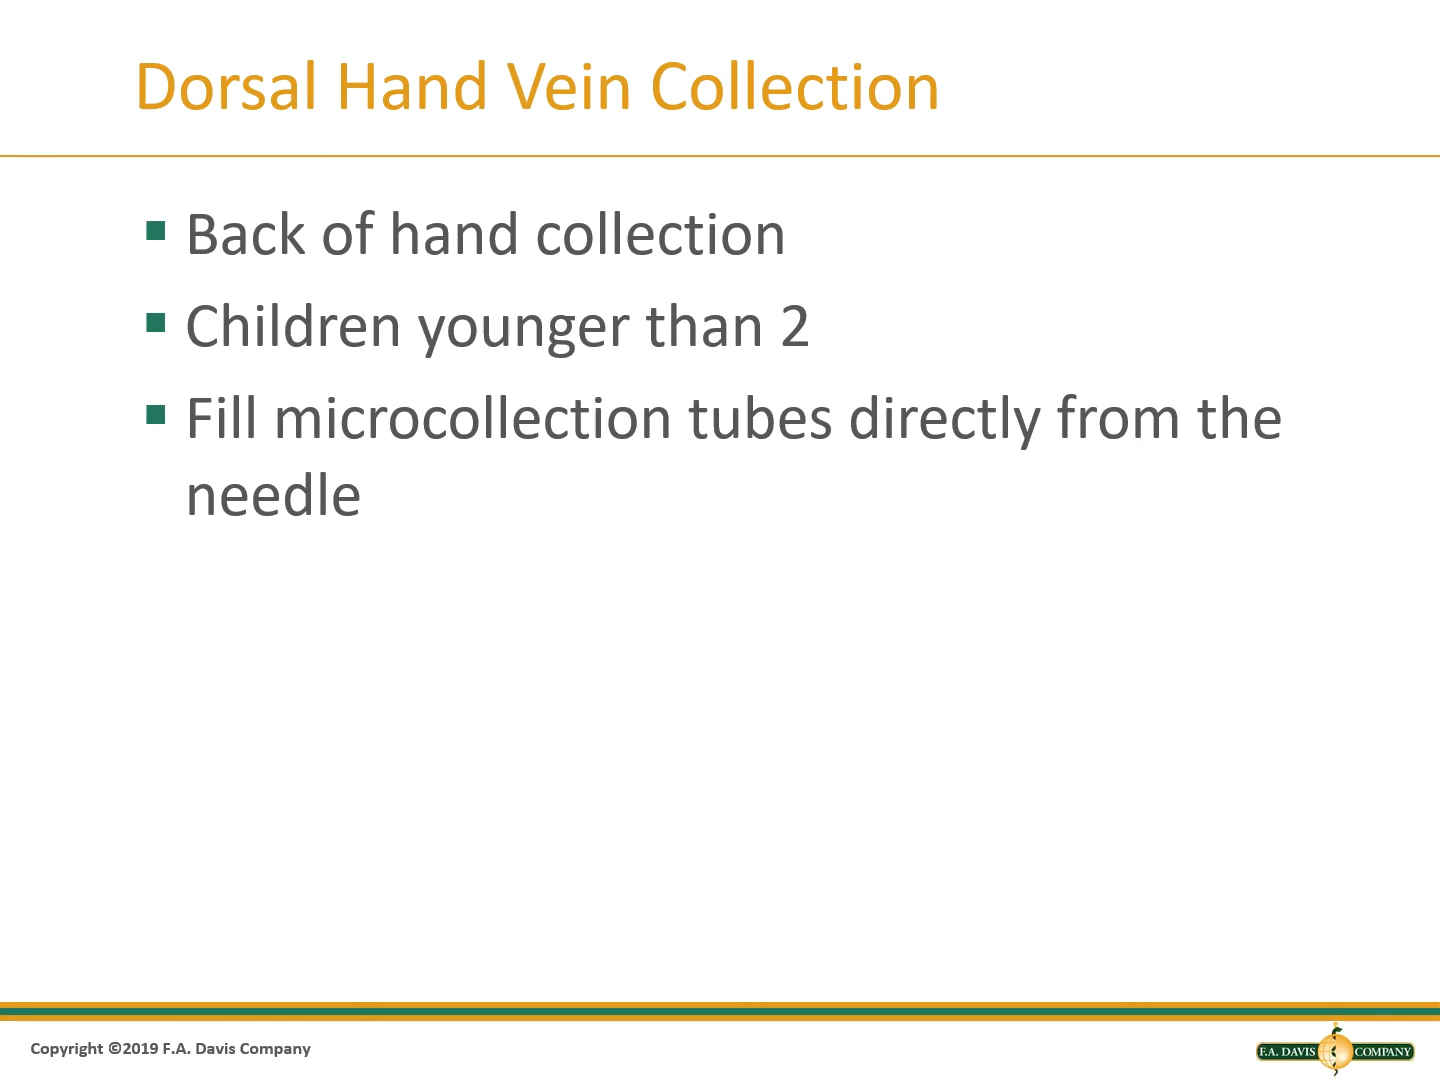 Dorsal Hand Vein Collection
▪ Back of hand collection
▪ Children younger than 2
▪ Fill microcollection tubes directly from the
needle
Copyright ©2019 F.A. Davis Company
F.A. DAVIS COMPANY